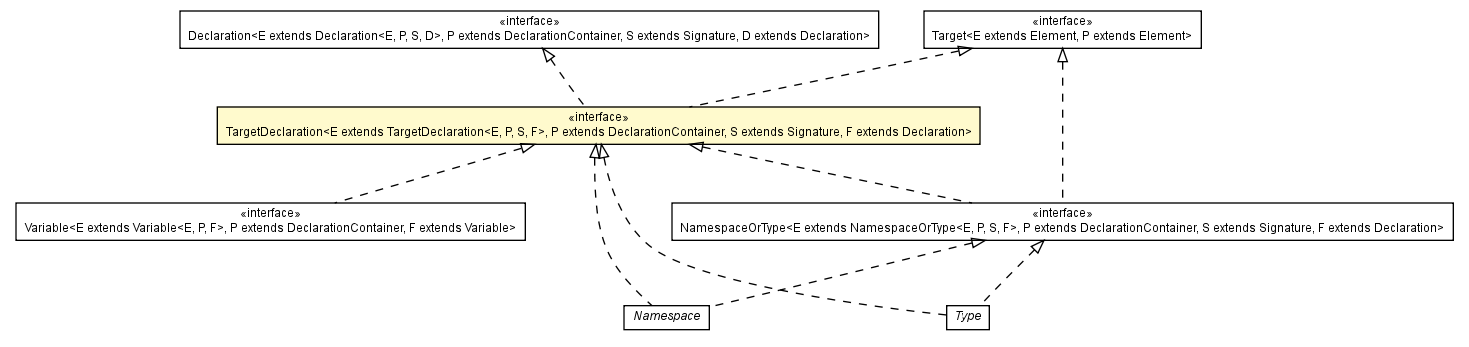 «interface»
Declaration<E extends Declaration<E, P, S, D>, P extends DeclarationContainer, S extends Signature, D extends Declaration>
«interface»
Target<E extends Element, P extends Element>
«interface»
TargetDeclaration<E extends TargetDeclaration<E, P, S, F>, P extends DeclarationContainer, S extends Signature, F extends Declaration>
«interface»
Variable<E extends Variable<E, P, F>, P extends DeclarationContainer, F extends Variable>
«interface»
NamespaceOrType<E extends NamespaceOrType<E, P, S, F>, P extends DeclarationContainer, S extends Signature, F extends Declaration>
Namespace
Type